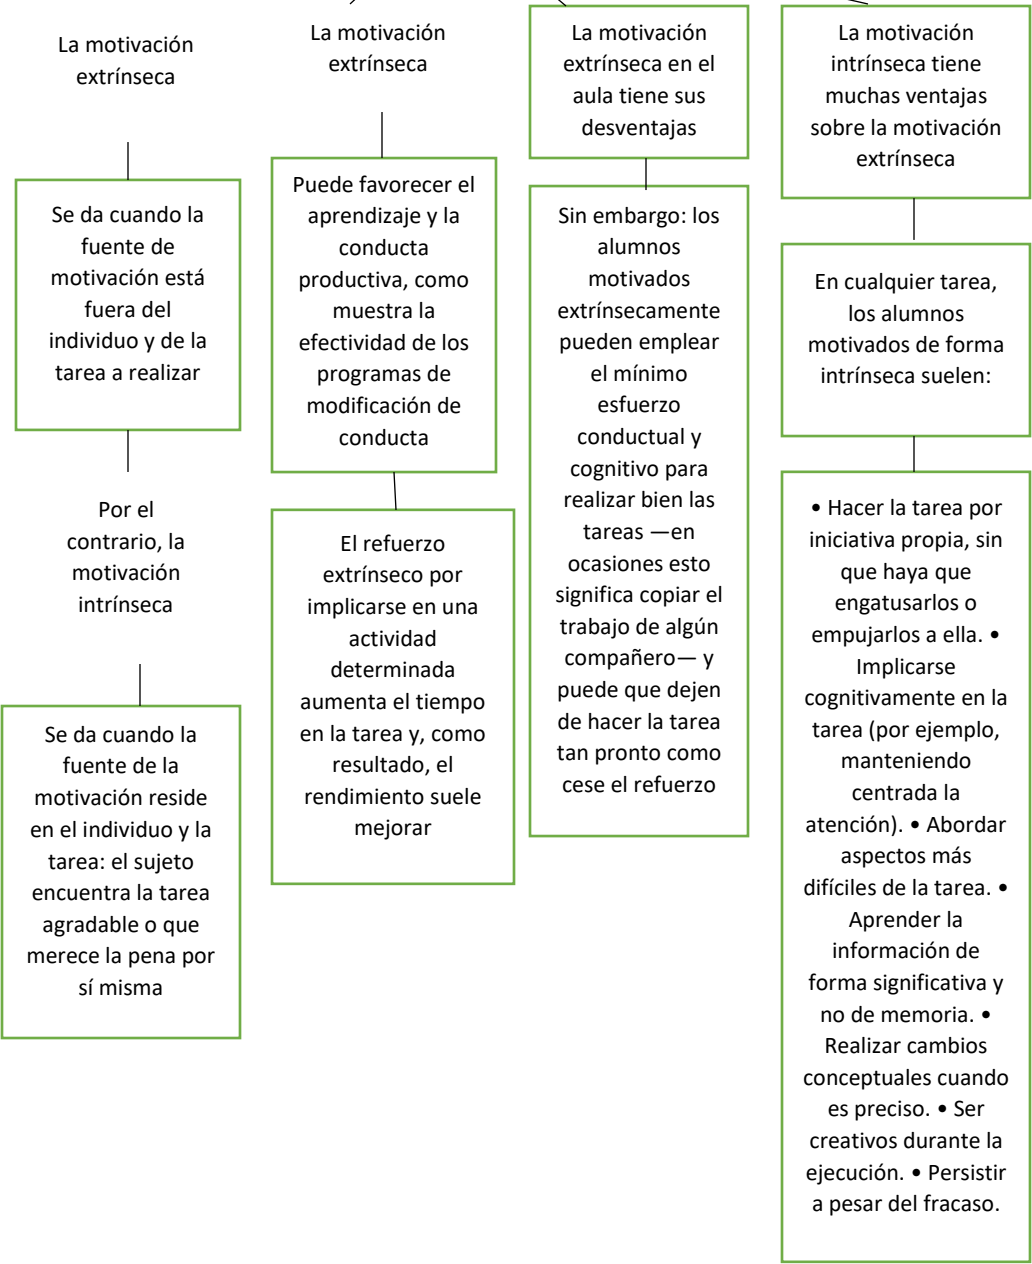 La motivación
extrínseca
Se da cuando la
fuente de
motivación está
fuera del
individuo y de la
tarea a realizar
Por el
contrario, la
motivación
intrínseca
Se da cuando la
fuente de la
motivación reside
en el individuo y la
tarea: el sujeto
encuentra la tarea
agradable o que
merece la pena por
sí misma
La motivación
extrínseca
Puede favorecer el
aprendizaje y la
conducta
productiva, como
muestra la
efectividad de los
programas de
modificación de
conducta
El refuerzo
extrínseco por
implicarse en una
actividad
determinada
aumenta el tiempo
en la tarea y, como
resultado, el
rendimiento suele
mejorar
La motivación
extrínseca en el
aula tiene sus
desventajas
Sin embargo: los
alumnos
motivados
extrínsecamente
pueden emplear
el mínimo
esfuerzo
conductual y
cognitivo para
realizar bien las
tareas —en
ocasiones esto
significa copiar el
trabajo de algún
compañero— y
puede que dejen
de hacer la tarea
tan pronto como
cese el refuerzo
La motivación
intrínseca tiene
muchas ventajas
sobre la motivación
extrínseca
En cualquier tarea,
los alumnos
motivados de forma
intrínseca suelen:
• Hacer la tarea por
iniciativa propia, sin
que haya que
engatusarlos o
empujarlos a ella. •
Implicarse
cognitivamente en la
tarea (por ejemplo,
manteniendo
centrada la
atención). • Abordar
aspectos más
difíciles de la tarea. •
Aprender la
información de
forma significativa y
no de memoria. •
Realizar cambios
conceptuales cuando
es preciso. • Ser
creativos durante la
ejecución. • Persistir
a pesar del fracaso.